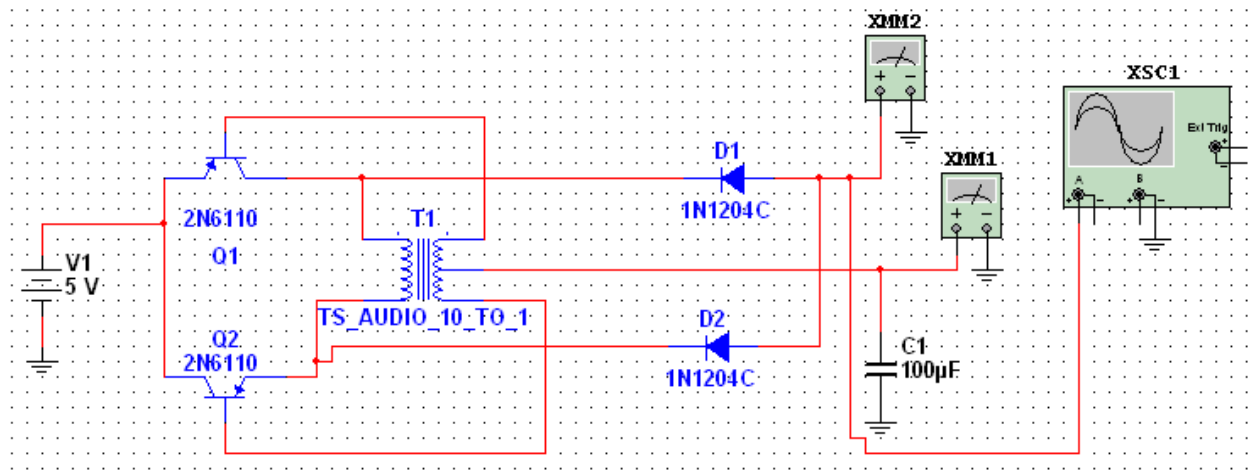 XMM2
XSC1
Ext Trig
+
-
A
B
+ -
+ -
+ -
XMM1
+ -
D1
1N1204C
2N6110
Q1
T1
V1
5 V
TS_AUDIO_10_TO_1
Q2
2N6110
D2
1N1204C
C1
100µF